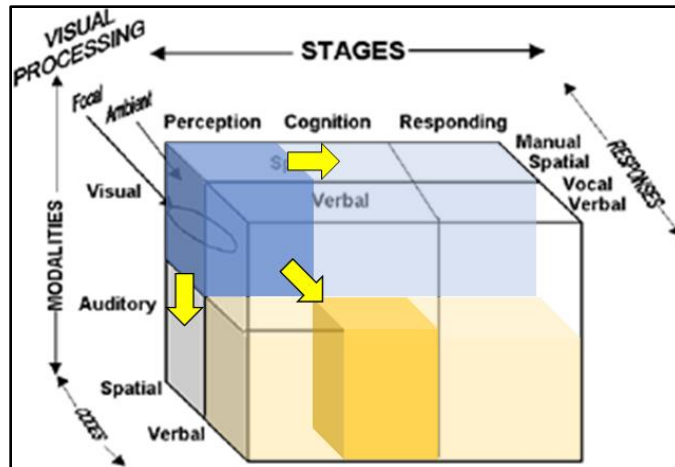 VISUAL
PROCESSING
STAGES
Focal
Ambient
Perception Cognition Responding
Manual
Spatial
Vocal
Verbal
RESPONSES
Sp
Verbal
Visual
MODALITIES
Auditory
Spatial
Verbal
CODES